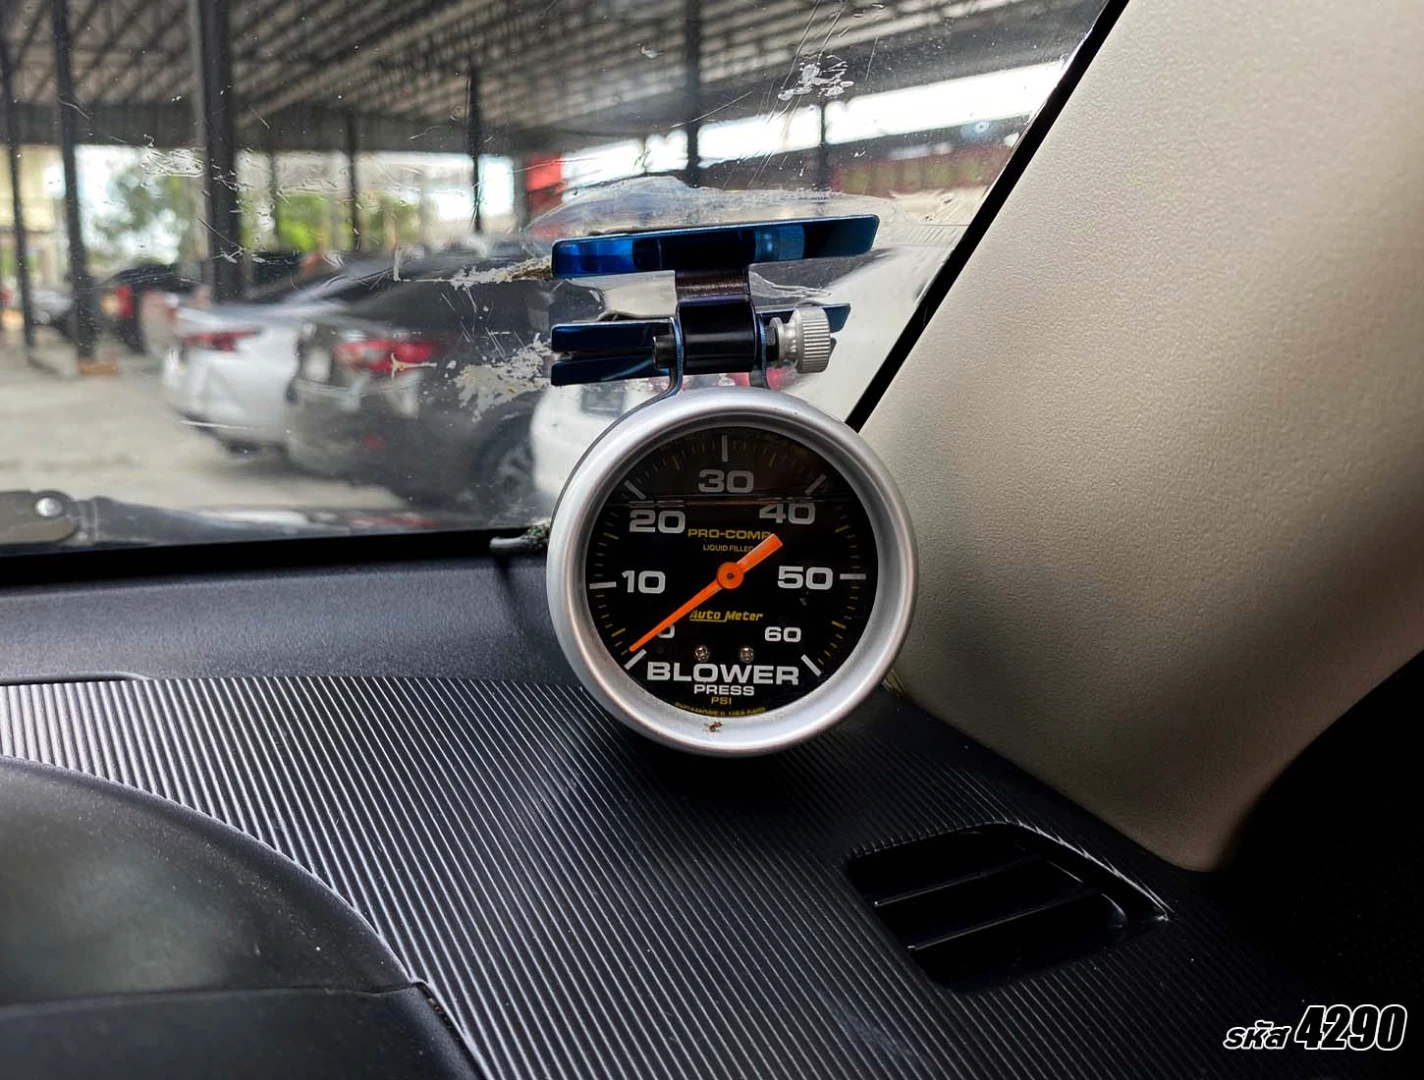 30
20
40
PRO-COMP
LIQUID FILLED
10
50
Auto Meter
0
60
BLOWER
PRESS
PSI
รหัส 4290